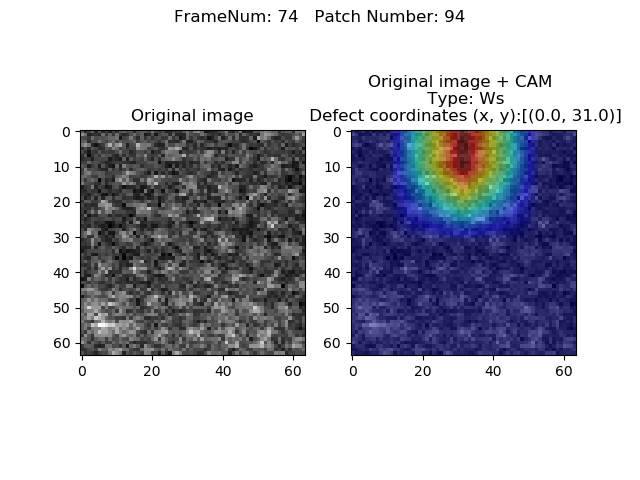 FrameNum: 74   Patch Number: 94
Original image
0
10
20
30
40
50
60
0 20 40 60
Original image + CAM
Type: Ws
Defect coordinates (x, y):[(0.0, 31.0)]
0
10
20
30
40
50
60
0 20 40 60